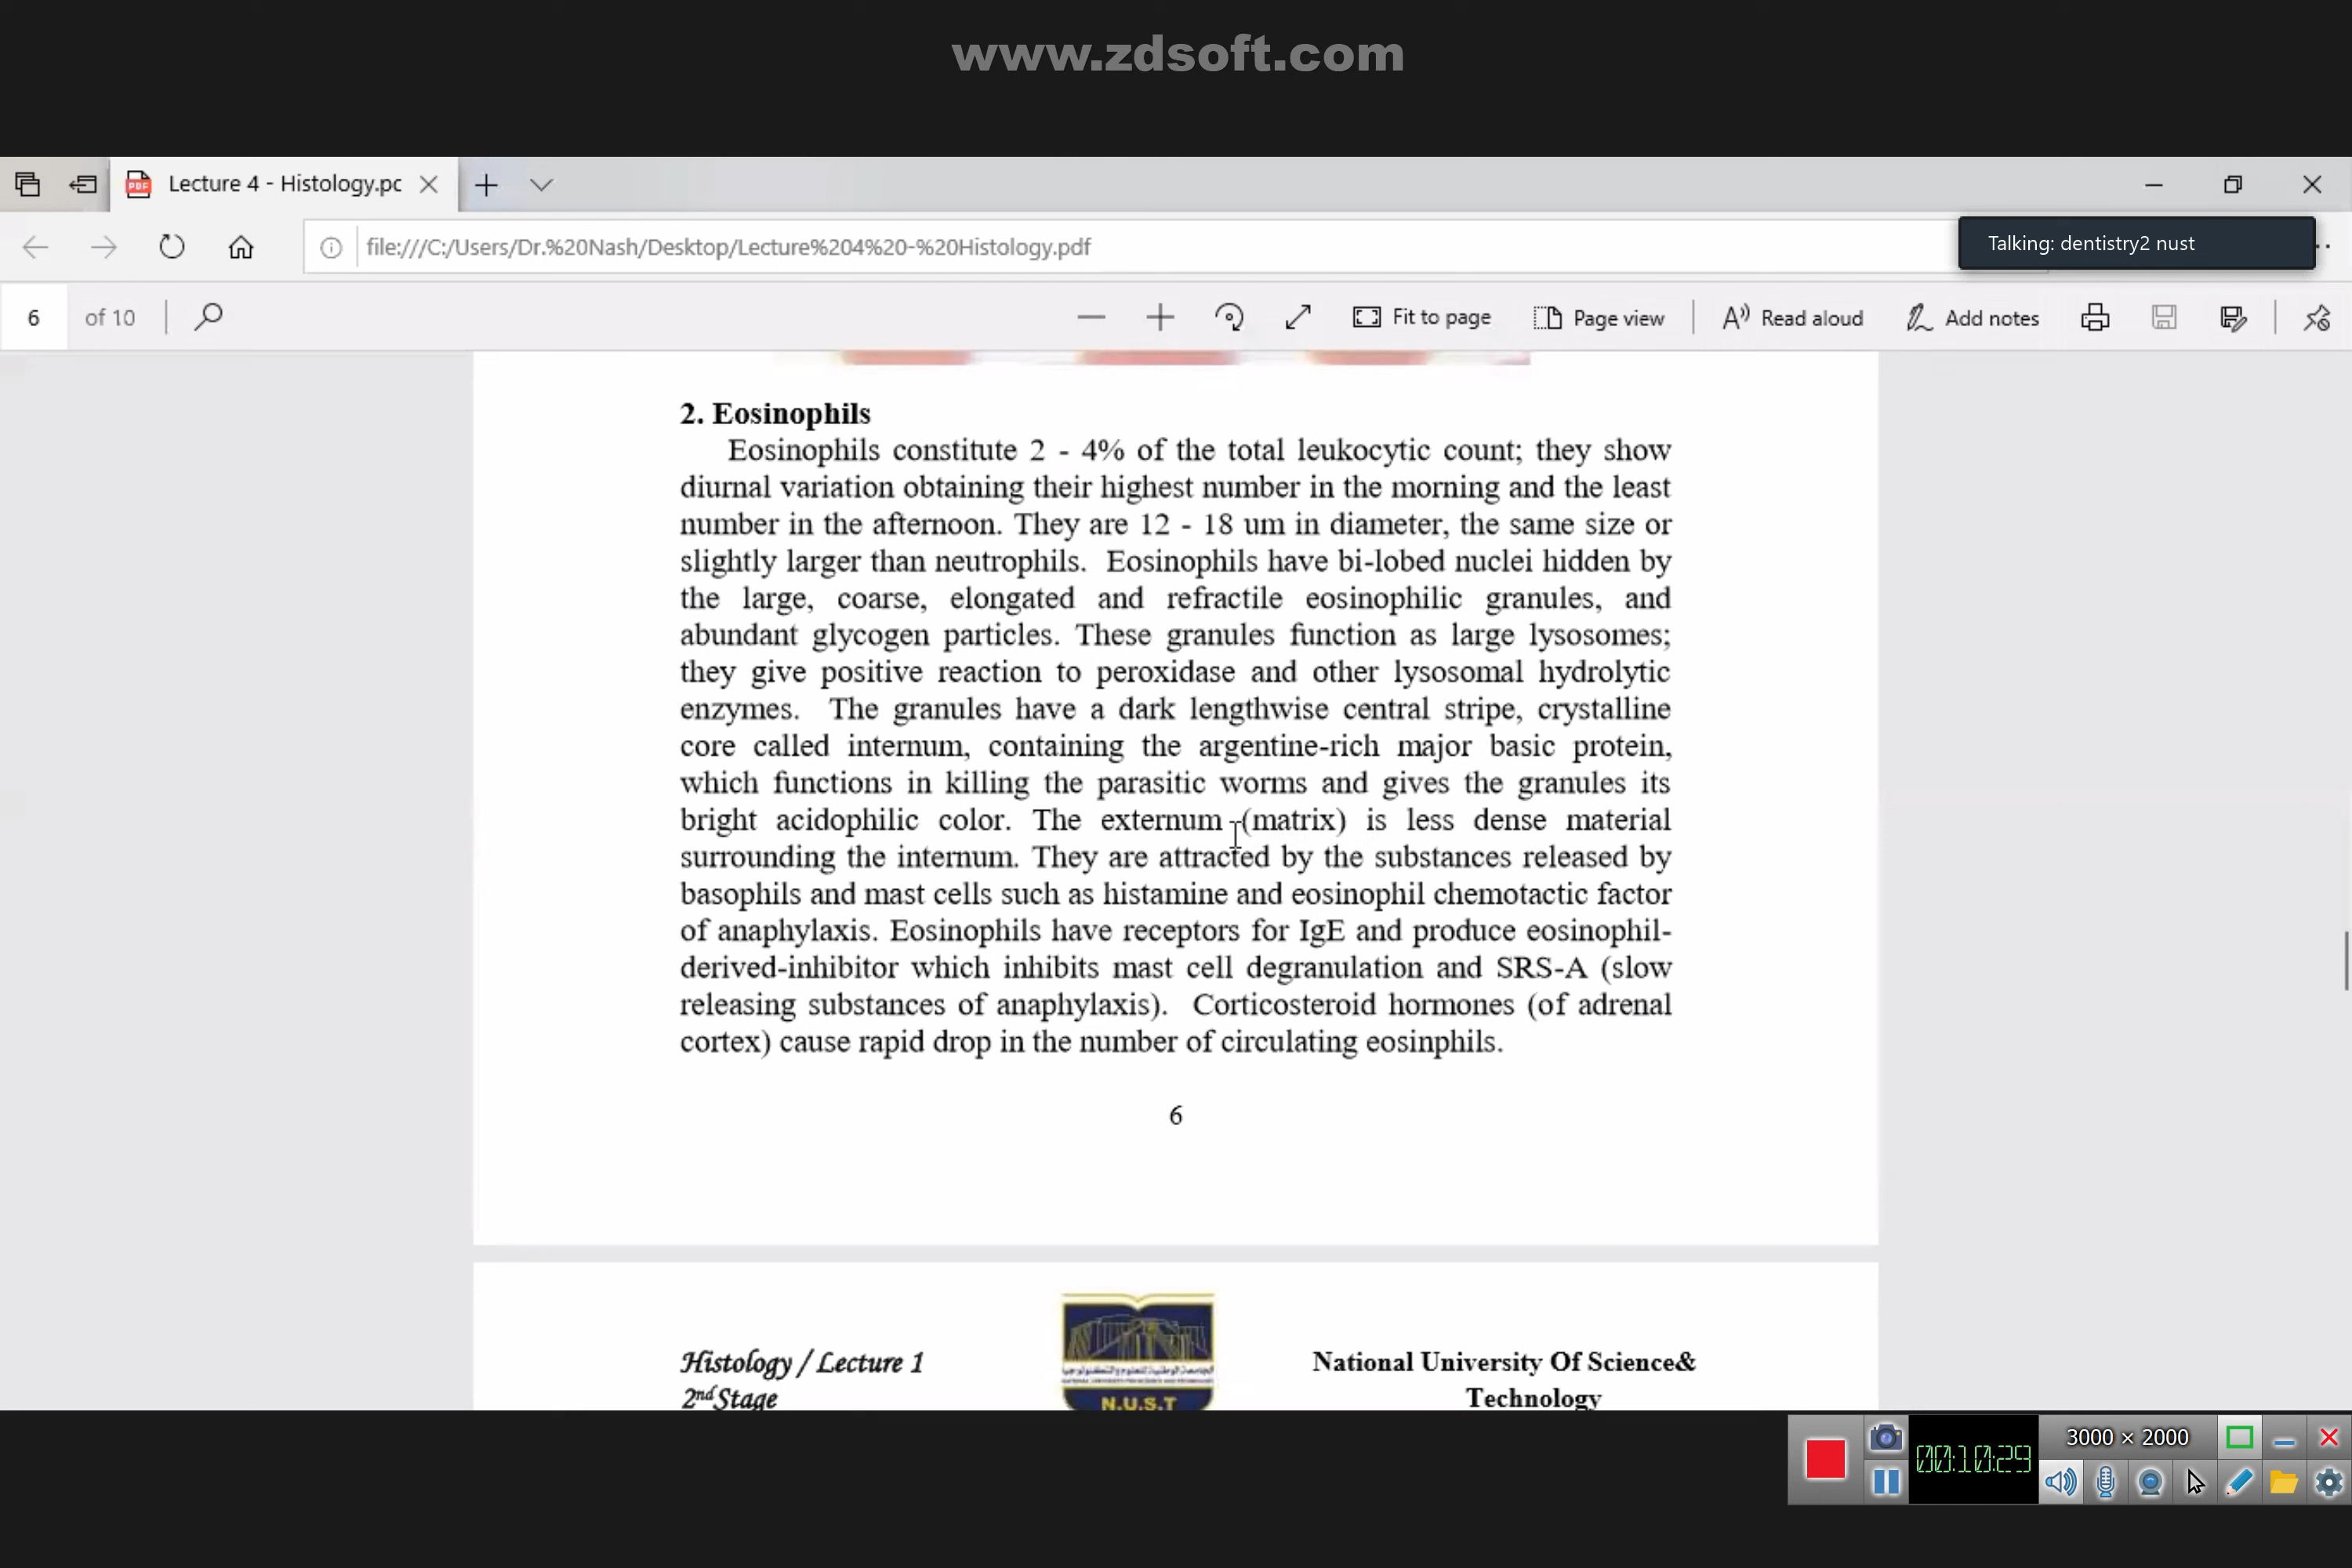 www.zdsoft.com
Lecture 4 - Histology.pc
file:///C:/Users/Dr.%20Nash/Desktop/Lecture%204%20-%20Histology.pdf
Talking: dentistry2 nust
6 of 10 Fit to page Page view Read aloud Add notes
2. Eosinophils
Eosinophils constitute 2 - 4% of the total leukocytic count; they show
diurnal variation obtaining their highest number in the morning and the least
number in the afternoon. They are 12 - 18 um in diameter, the same size or
slightly larger than neutrophils. Eosinophils have bi-lobed nuclei hidden by
the large, coarse, elongated and refractile eosinophilic granules, and
abundant glycogen particles. These granules function as large lysosomes;
they give positive reaction to peroxidase and other lysosomal hydrolytic
enzymes. The granules have a dark lengthwise central stripe, crystalline
core called internum, containing the argentine-rich major basic protein,
which functions in killing the parasitic worms and gives the granules its
bright acidophilic color. The externum (matrix) is less dense material
surrounding the internum. They are attracted by the substances released by
basophils and mast cells such as histamine and eosinophil chemotactic factor
of anaphylaxis. Eosinophils have receptors for IgE and produce eosinophil-
derived-inhibitor which inhibits mast cell degranulation and SRS-A (slow
releasing substances of anaphylaxis). Corticosteroid hormones (of adrenal
cortex) cause rapid drop in the number of circulating eosinphils.
6
Histology / Lecture 1
2nd Stage
N.U.S.T
National University Of Science&
Technology
3000 × 2000
00:10:29